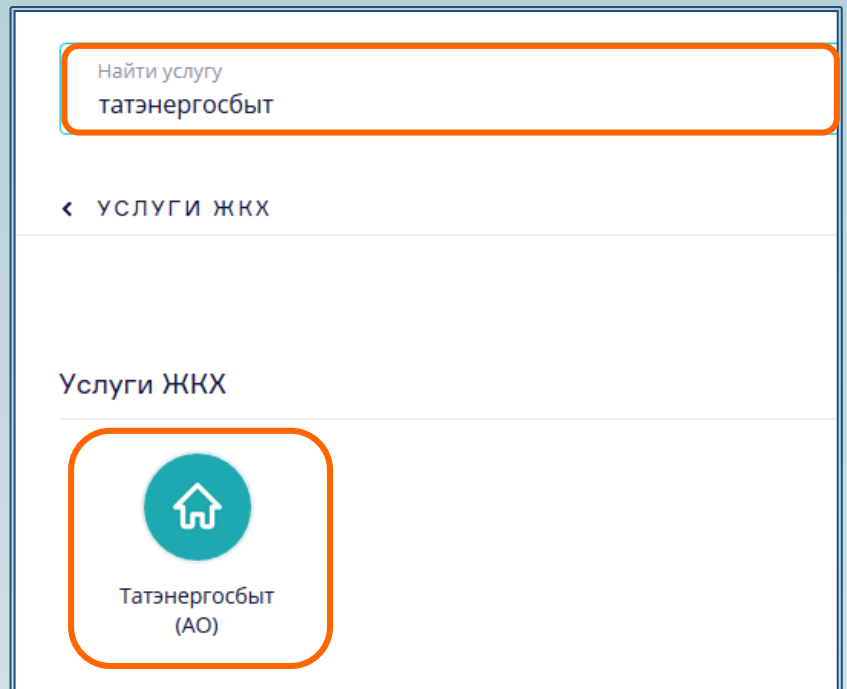 Найти услугу
татэнергосбыт
УСЛУГИ ЖКХ
Услуги ЖКХ
Татэнергосбыт
(АО)